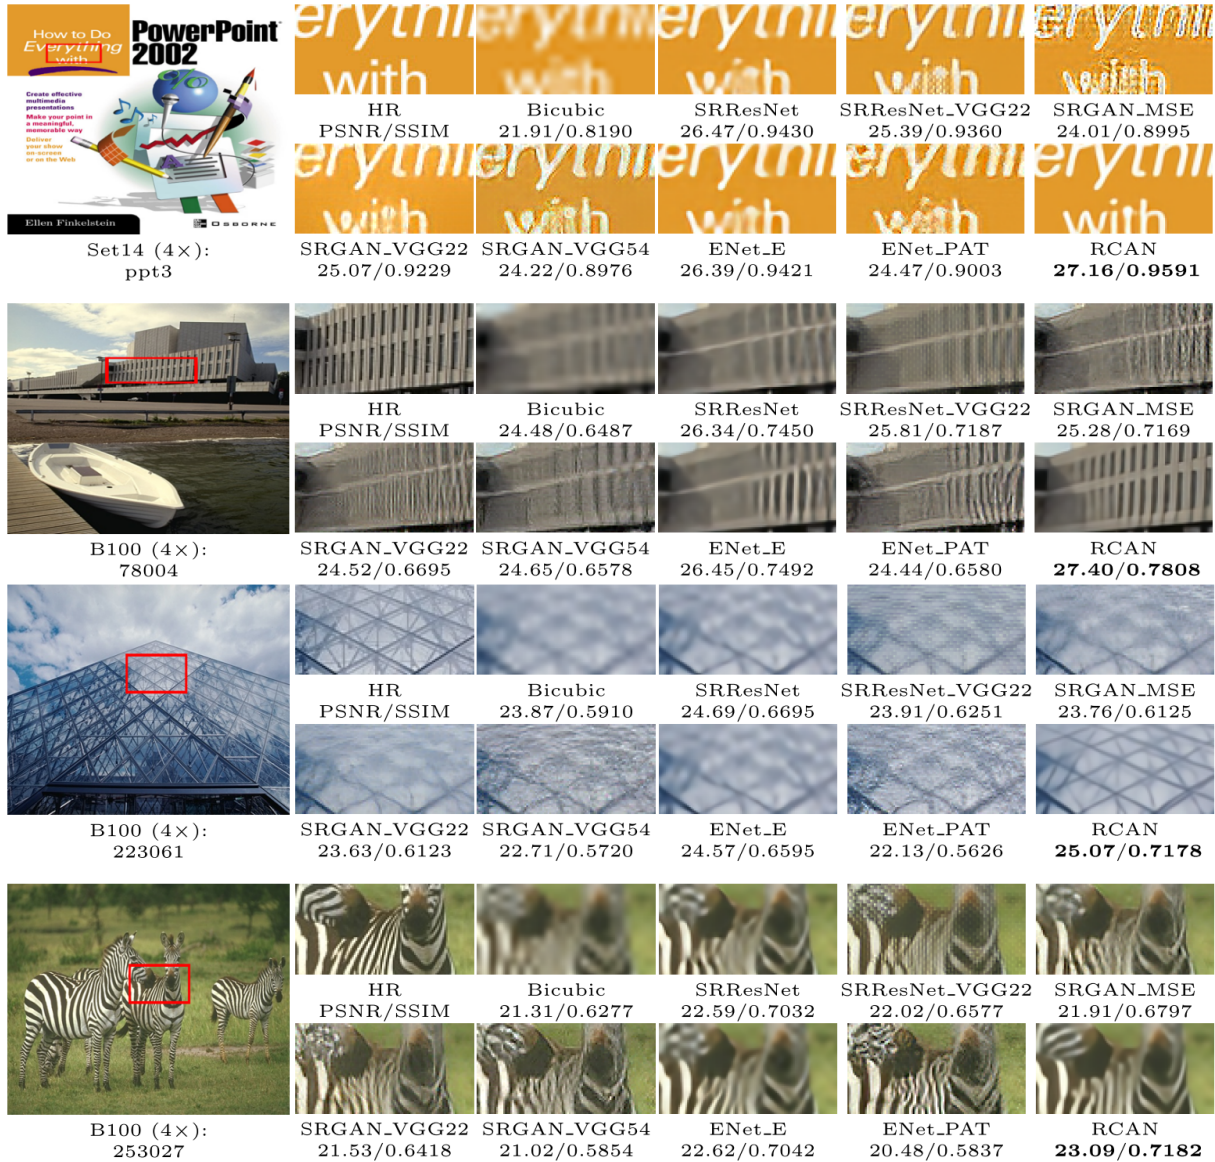 How to Do
Everything
with
PowerPoint
2002
Create effective
multimedia
presentations
Make your point in
a meaningful,
memorable way
Deliver
your show
on-screen
or on the Web
Ellen Finkelstein
OSBORNE
Set14 (4×):
ppt3
erythi
with
HR Bicubic SRResNet SRResNet_VGG22 SRGAN_MSE
PSNR/SSIM 21.91/0.8190 26.47/0.9430 25.39/0.9360 24.01/0.8995
SRGAN_VGG22 SRGAN_VGG54 ENet_E ENet_PAT RCAN
25.07/0.9229 24.22/0.8976 26.39/0.9421 24.47/0.9003 27.16/0.9591
B100 (4×):
78004
HR Bicubic SRResNet SRResNet_VGG22 SRGAN_MSE
PSNR/SSIM 24.48/0.6487 26.34/0.7450 25.81/0.7187 25.28/0.7169
SRGAN_VGG22 SRGAN_VGG54 ENet_E ENet_PAT RCAN
24.52/0.6695 24.65/0.6578 26.45/0.7492 24.44/0.6580 27.40/0.7808
B100 (4×):
223061
HR Bicubic SRResNet SRResNet_VGG22 SRGAN_MSE
PSNR/SSIM 23.87/0.5910 24.69/0.6695 23.91/0.6251 23.76/0.6125
SRGAN_VGG22 SRGAN_VGG54 ENet_E ENet_PAT RCAN
23.63/0.6123 22.71/0.5720 24.57/0.6595 22.13/0.5626 25.07/0.7178
B100 (4×):
253027
HR Bicubic SRResNet SRResNet_VGG22 SRGAN_MSE
PSNR/SSIM 21.31/0.6277 22.59/0.7032 22.02/0.6577 21.91/0.6797
SRGAN_VGG22 SRGAN_VGG54 ENet_E ENet_PAT RCAN
21.53/0.6418 21.02/0.5854 22.62/0.7042 20.48/0.5837 23.09/0.7182